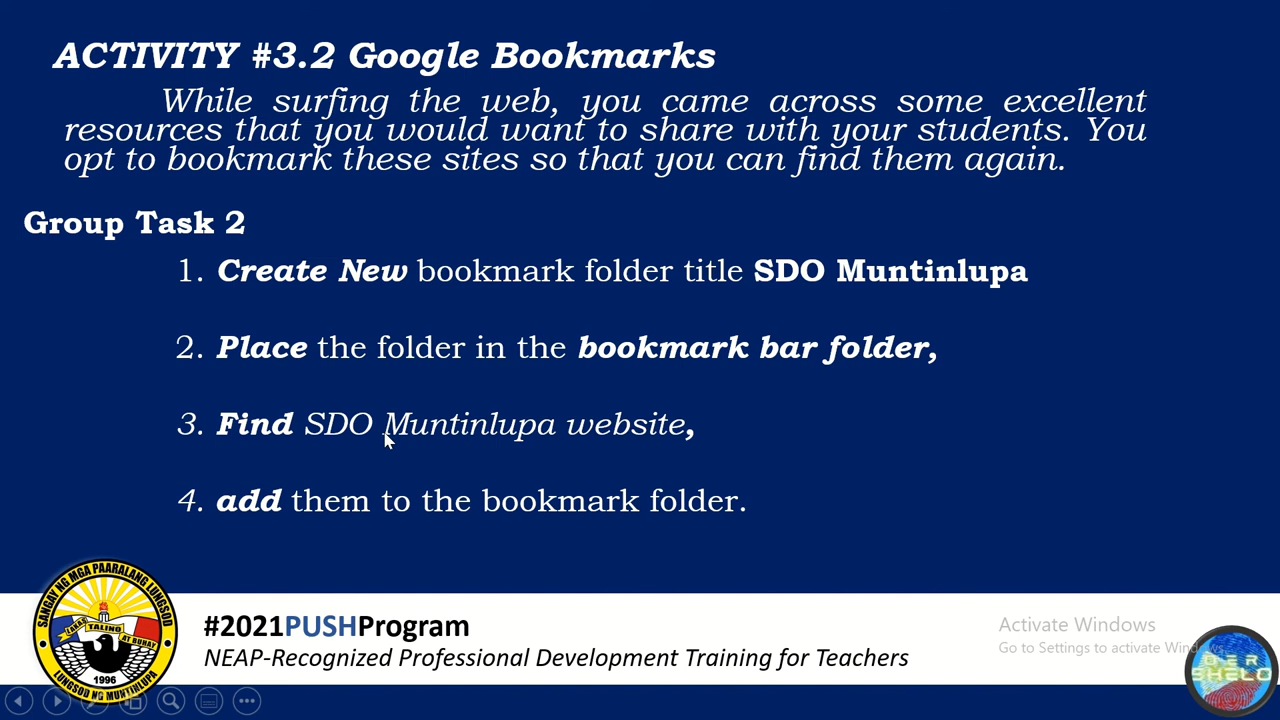 ACTIVITY #3.2 Google Bookmarks
While surfing the web, you came across some excellent
resources that you would want to share with your students. You
opt to bookmark these sites so that you can find them again.
Group Task 2
1. Create New bookmark folder title SDO Muntinlupa
2. Place the folder in the bookmark bar folder,
3. Find SDO Muntinlupa website,
4. add them to the bookmark folder.
SANGAY NG MGA PAARALANG LUNGSOD
TALINO
AT BUHAY
1996
LUNGSOD NG MUNTINLUPA
#2021PUSHProgram
NEAP-Recognized Professional Development Training for Teachers
Activate Windows
Go to Settings to activate
SHELO